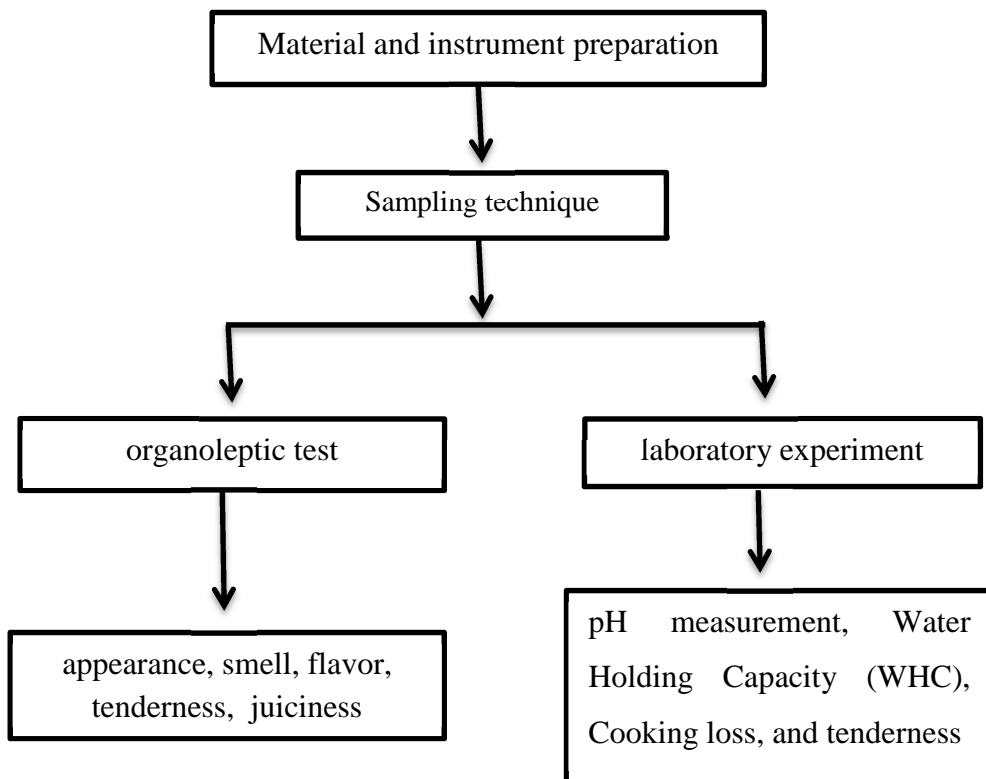 Material and instrument preparation
Sampling technique
organoleptic test
laboratory experiment
appearance, smell, flavor,
tenderness, juiciness
pH measurement, Water
Holding Capacity (WHC),
Cooking loss, and tenderness